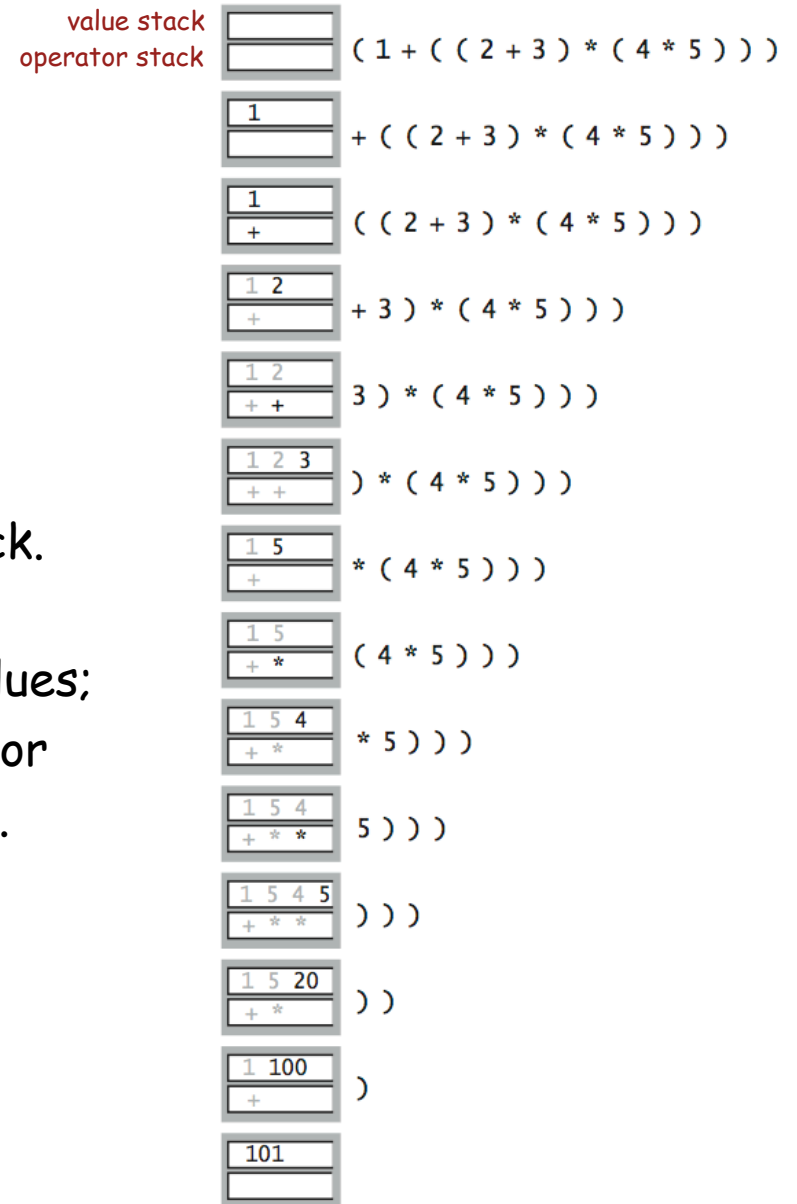 value stack
operator stack
( 1 + ( ( 2 + 3 ) * ( 4 * 5 ) ) )
1
+ ( ( 2 + 3 ) * ( 4 * 5 ) ) )
1
+
( ( 2 + 3 ) * ( 4 * 5 ) ) )
1 2
+
+ 3 ) * ( 4 * 5 ) ) )
1 2
+ +
3 ) * ( 4 * 5 ) ) )
1 2 3
+ +
) * ( 4 * 5 ) ) )
ck.
1 5
+
* ( 4 * 5 ) ) )
1 5
+ *
( 4 * 5 ) ) )
lues;
1 5 4
+ *
* 5 ) ) )
or
1 5 4
+ * *
5 ) ) )
.
1 5 4 5
+ * *
) ) )
1 5 20
+ *
) )
1 100
+
)
101